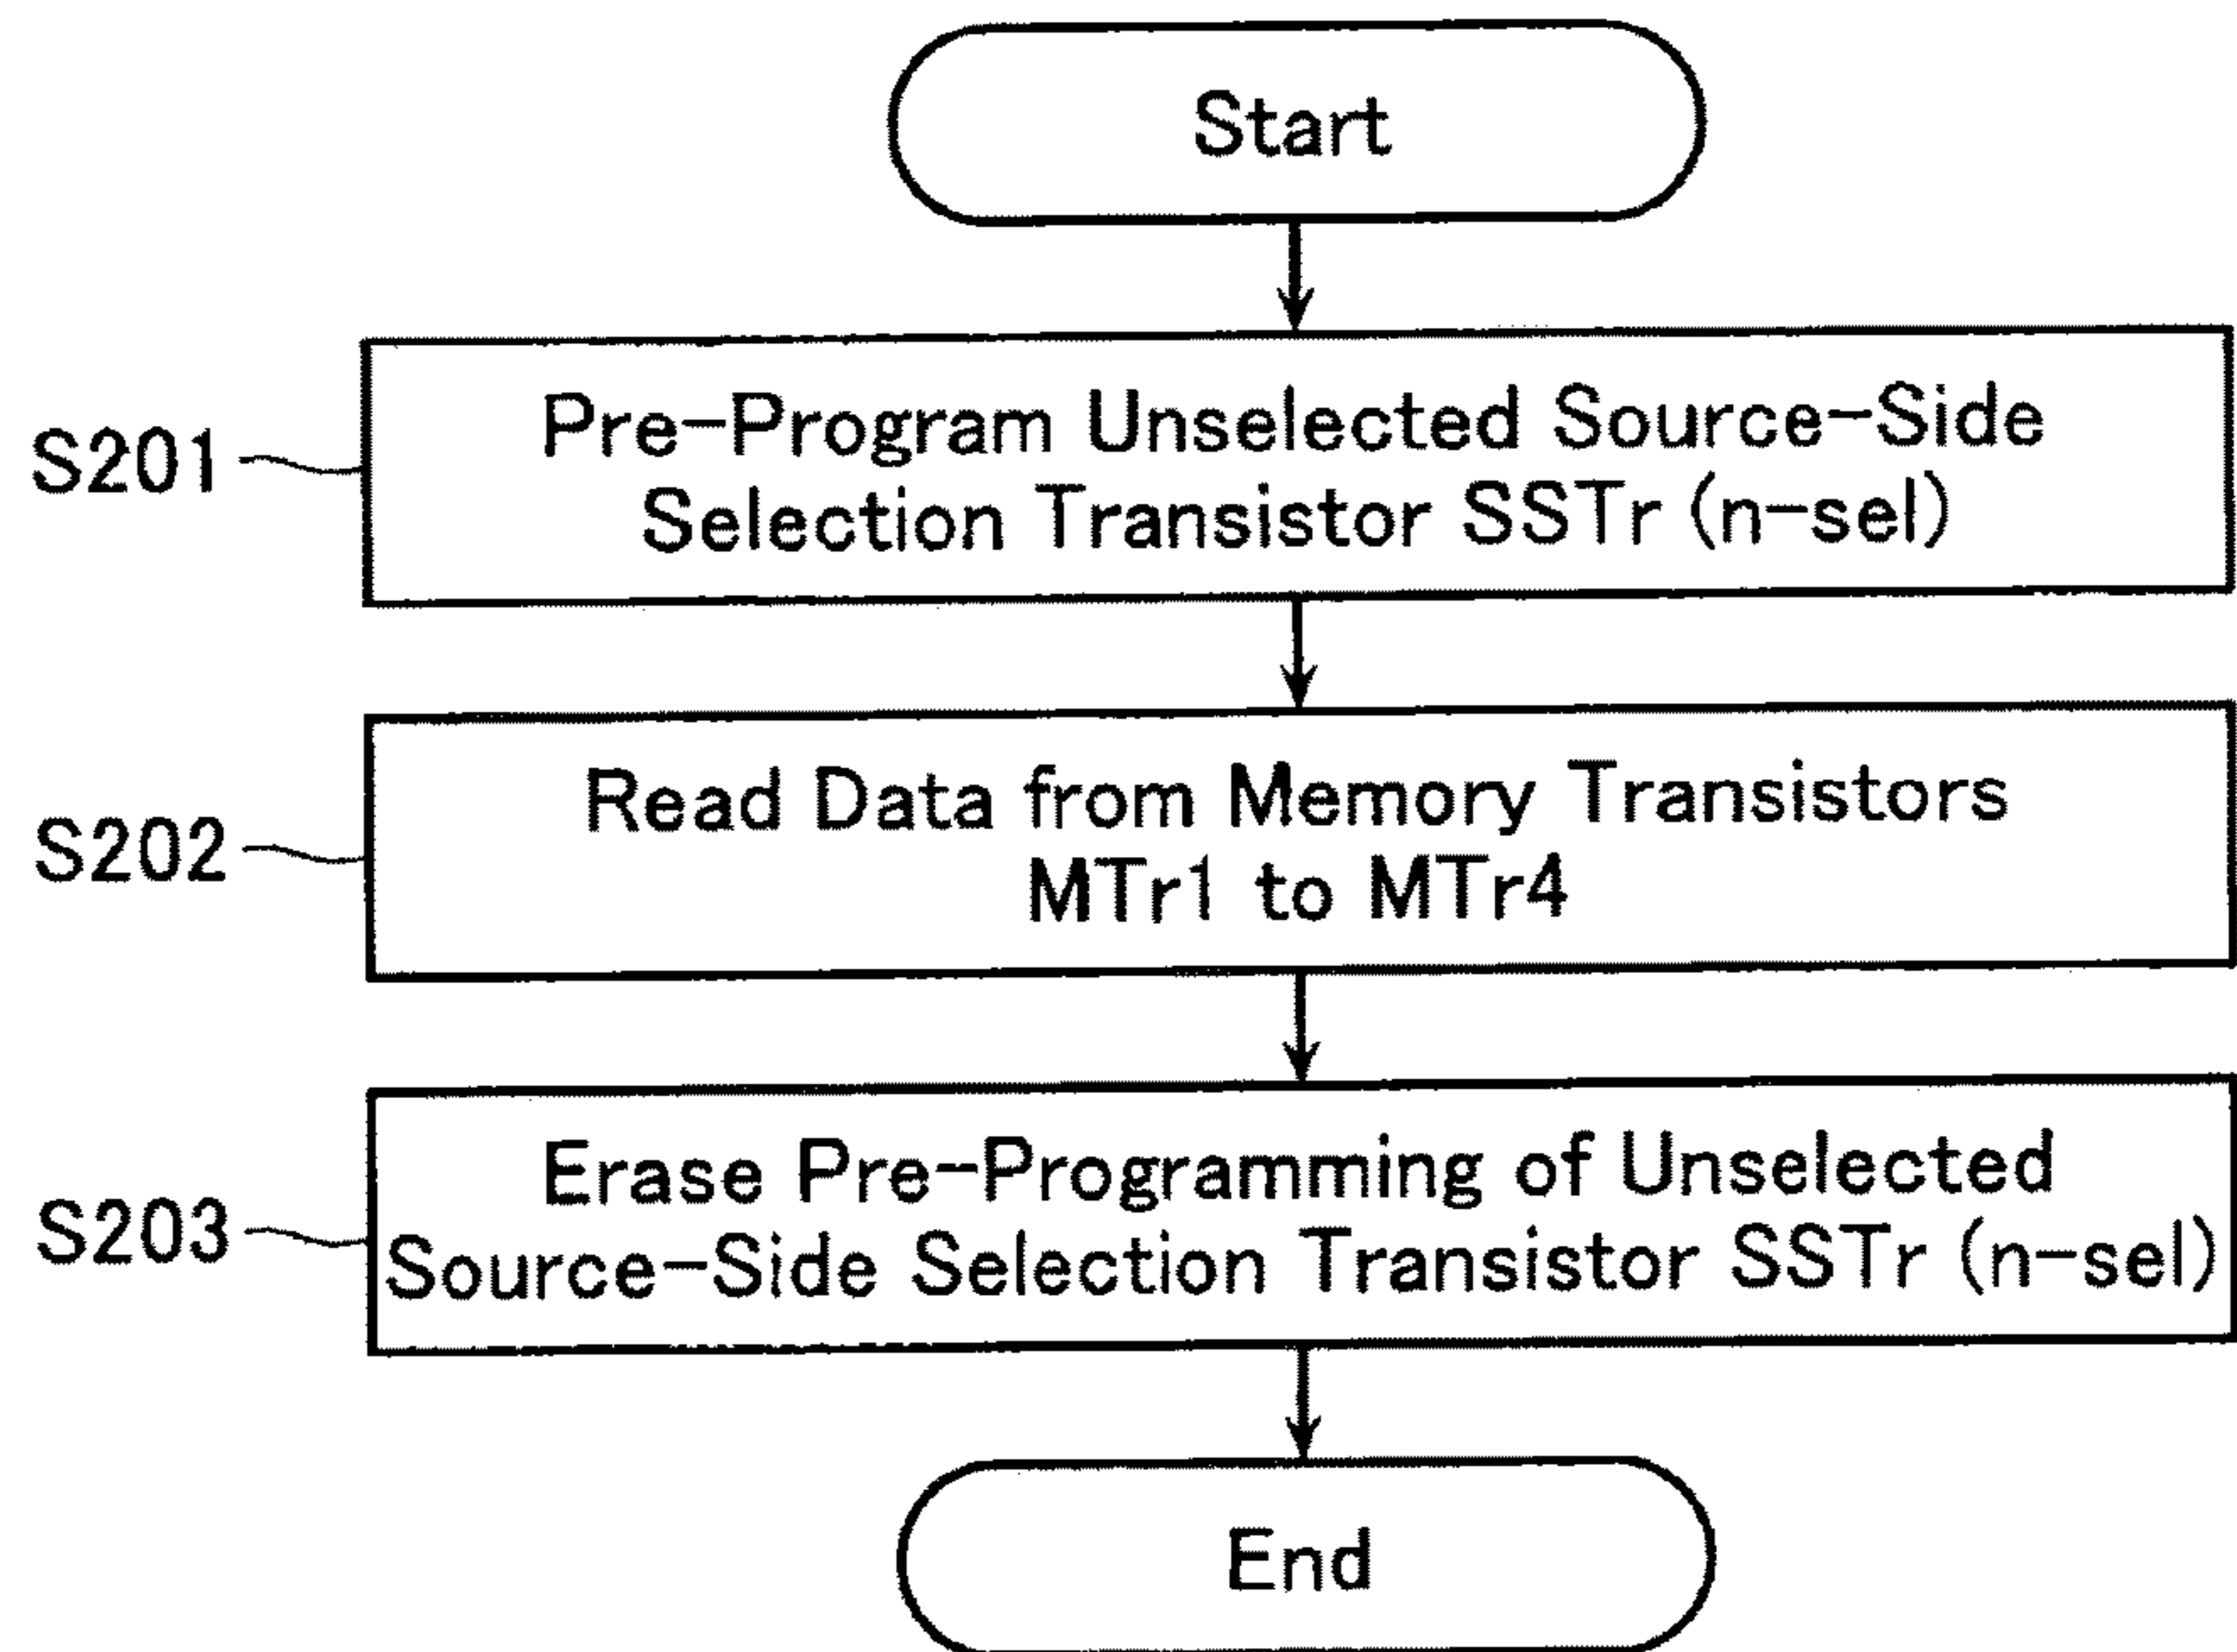 Start
S201
Pre-Program Unselected Source-Side
Selection Transistor SSTr (n-sel)
S202
Read Data from Memory Transistors
MTr1 to MTr4
S203
Erase Pre-Programming of Unselected
Source-Side Selection Transistor SSTr (n-sel)
End